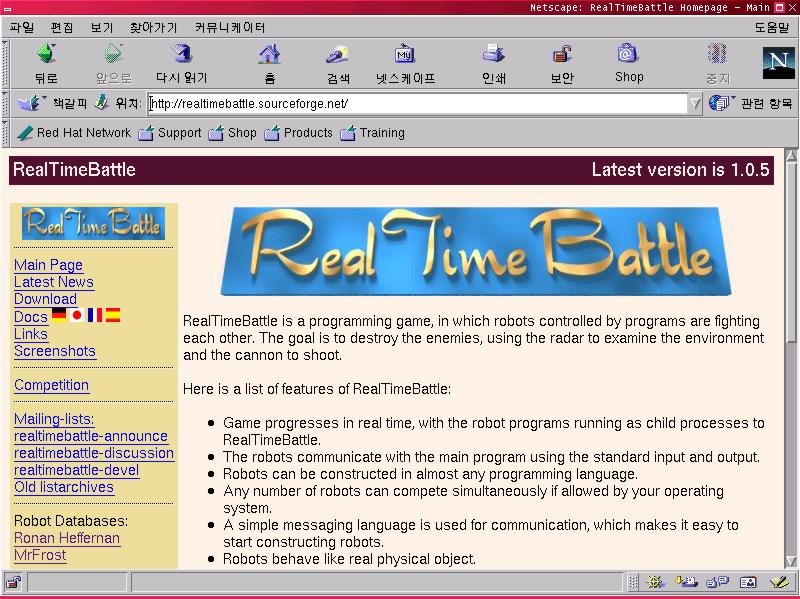 Netscape: RealTimeBattle Homepage - Main
파일 편집 보기 찾아가기 커뮤니케이터 도움말
뒤로 앞으로 다시 읽기 홈 My 검색 넷스케이프 인쇄 보안 Shop 중지 N
책갈피 위치: http://realtimebattle.sourceforge.net/ 관련 항목
Red Hat Network Support Shop Products Training
RealTimeBattle Latest version is 1.0.5
Real Time Battle
Main Page
Latest News
Download
Docs
Links
Screenshots
Competition
Mailing-lists:
realtimebattle-announce
realtimebattle-discussion
realtimebattle-devel
Old listarchives
Robot Databases:
Ronan Heffernan
MrFrost
Real Time Battle
RealTimeBattle is a programming game, in which robots controlled by programs are fighting
each other. The goal is to destroy the enemies, using the radar to examine the environment
and the cannon to shoot.
Here is a list of features of RealTimeBattle:
Game progresses in real time, with the robot programs running as child processes to
RealTimeBattle.
The robots communicate with the main program using the standard input and output.
Robots can be constructed in almost any programming language.
Any number of robots can compete simultaneously if allowed by your operating
system.
A simple messaging language is used for communication, which makes it easy to
start constructing robots.
Robots behave like real physical object.